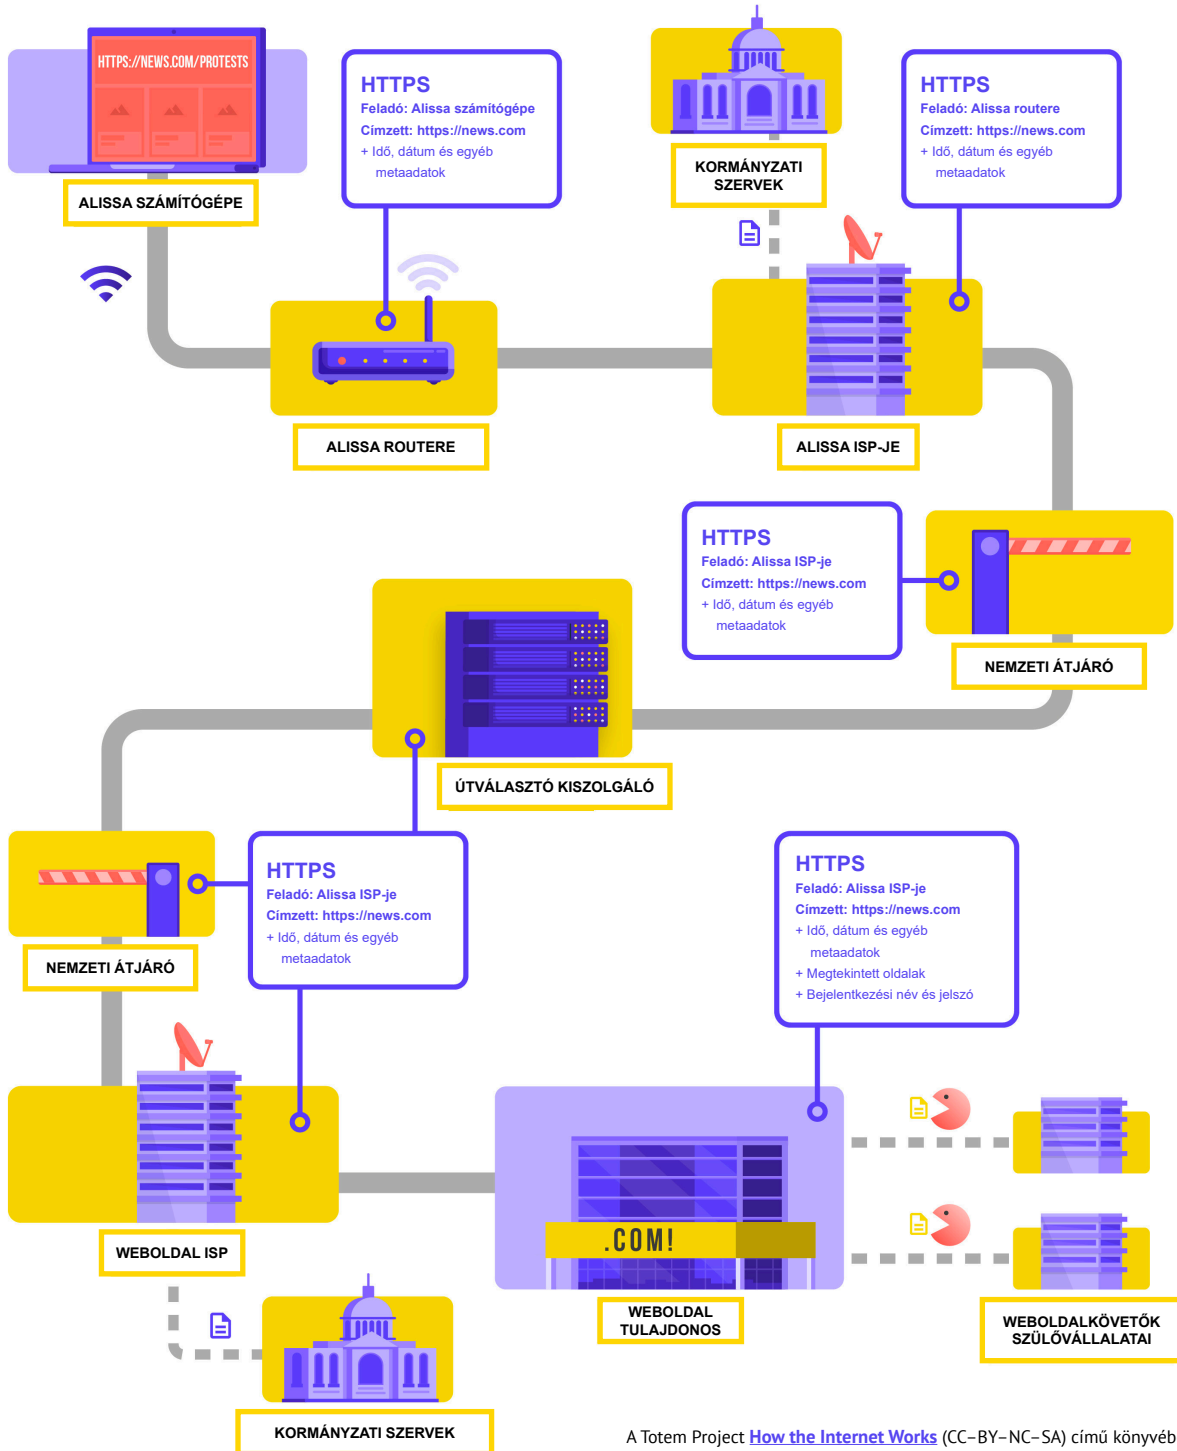 HTTPS://NEWS.COM/PROTESTS
ALISSA SZÁMÍTÓGÉPE
HTTPS
Feladó: Alissa számítógépe
Címzett: https://news.com
+ Idő, dátum és egyéb
metaadatok
KORMÁNYZATI
SZERVEK
HTTPS
Feladó: Alissa routere
Címzett: https://news.com
+ Idő, dátum és egyéb
metaadatok
ALISSA ROUTERE
ALISSA ISP-JE
HTTPS
Feladó: Alissa ISP-je
Címzett: https://news.com
+ Idő, dátum és egyéb
metaadatok
NEMZETI ÁTJÁRÓ
ÚTVÁLASZTÓ KISZOLGÁLÓ
HTTPS
Feladó: Alissa ISP-je
Címzett: https://news.com
+ Idő, dátum és egyéb
metaadatok
NEMZETI ÁTJÁRÓ
HTTPS
Feladó: Alissa ISP-je
Címzett: https://news.com
+ Idő, dátum és egyéb
metaadatok
+ Megtekintett oldalak
+ Bejelentkezési név és jelszó
WEBOLDAL ISP
.COM!
WEBOLDAL
TULAJDONOS
WEBOLDALKÖVETŐK
SZÜLŐVÁLLALATAI
KORMÁNYZATI SZERVEK
A Totem Project How the Internet Works (CC–BY–NC–SA) című könyvéb